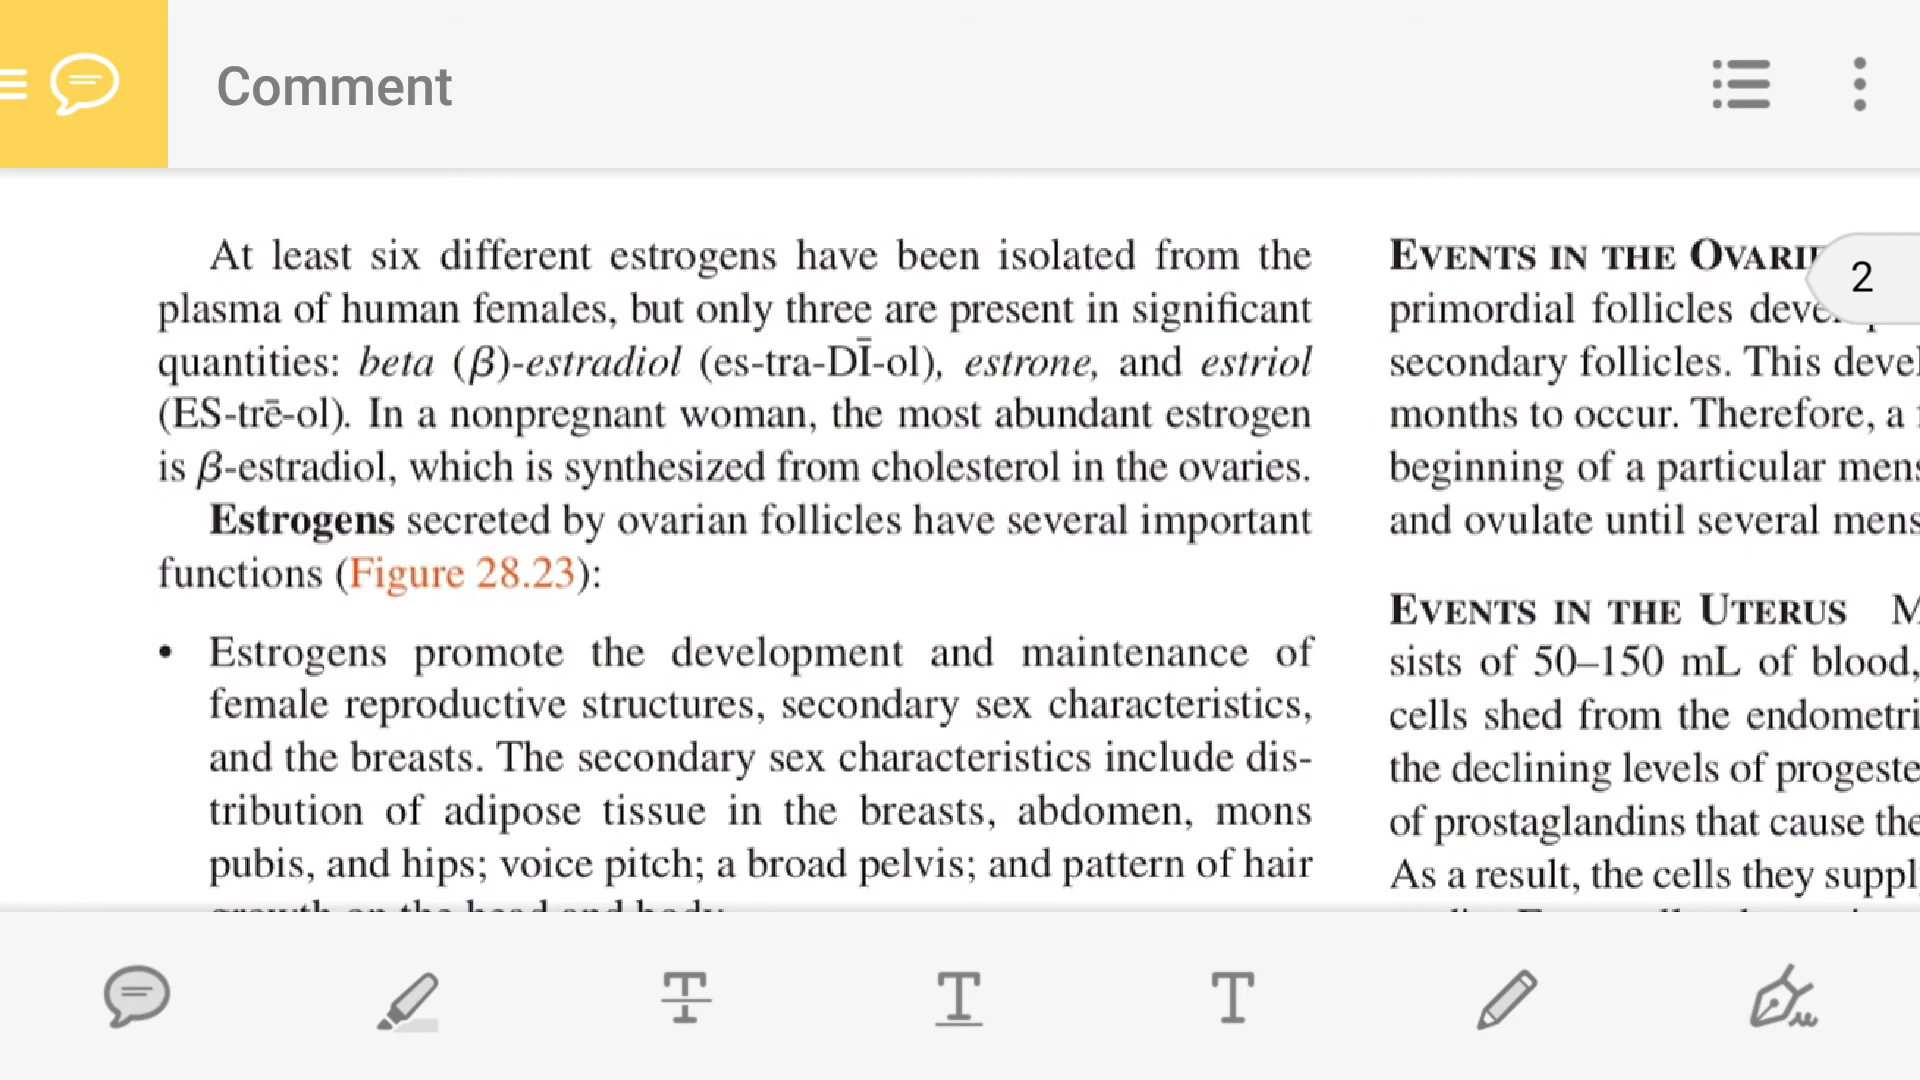 Comment
At least six different estrogens have been isolated from the
plasma of human females, but only three are present in significant
quantities: beta (β)-estradiol (es-tra-DĪ-ol), estrone, and estriol
(ES-trē-ol). In a nonpregnant woman, the most abundant estrogen
is β-estradiol, which is synthesized from cholesterol in the ovaries.
Estrogens secreted by ovarian follicles have several important
functions (Figure 28.23):
• Estrogens promote the development and maintenance of
female reproductive structures, secondary sex characteristics,
and the breasts. The secondary sex characteristics include dis-
tribution of adipose tissue in the breasts, abdomen, mons
pubis, and hips; voice pitch; a broad pelvis; and pattern of hair
growth on the head and body.
EVENTS IN THE
2
primordial follicles
secondary follicles. This
months to occur. Therefore, a
beginning of a particular
and ovulate until several
EVENTS IN THE UTERUS
sists of 50–150 mL of blood,
cells shed from the
the declining levels of
of prostaglandins that cause
As a result, the cells they